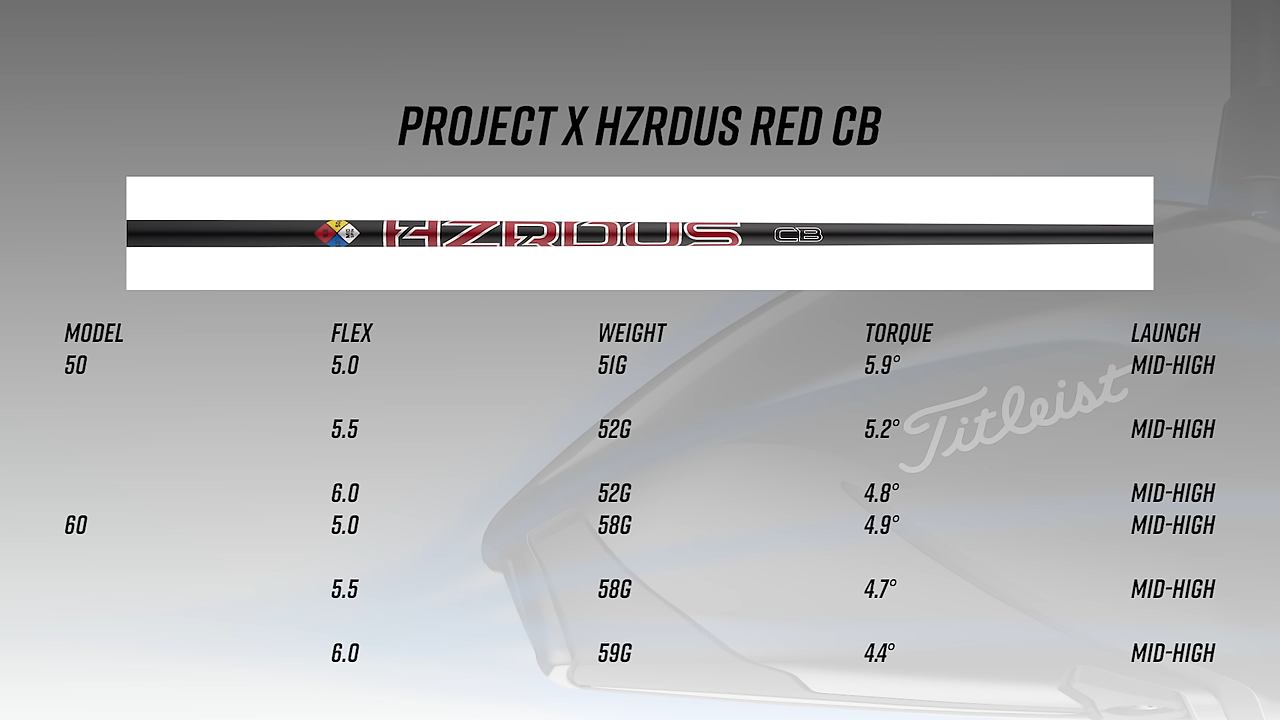 PROJECT X HZRDUS RED CB
HZRDUS CB
MODEL FLEX WEIGHT TORQUE LAUNCH
50 5.0 51G 5.9° MID-HIGH
5.5 52G 5.2° MID-HIGH
Titleist
6.0 52G 4.8° MID-HIGH
60 5.0 58G 4.9° MID-HIGH
5.5 58G 4.7° MID-HIGH
6.0 59G 4.4° MID-HIGH